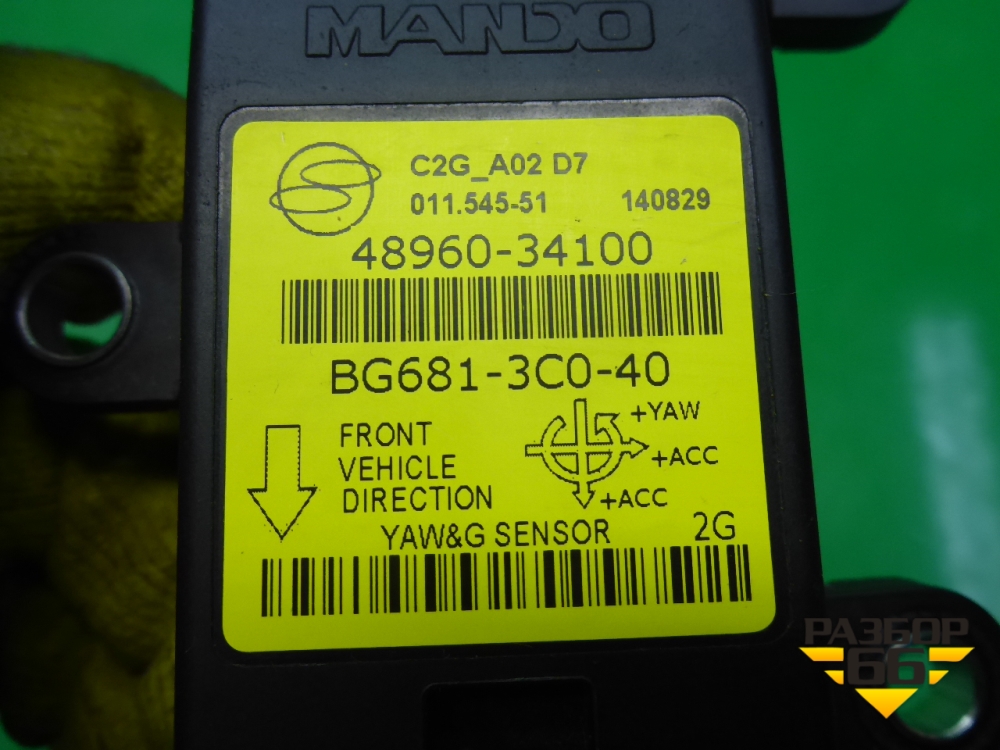 MANDO
C2G_A02 D7
011.545-51 140829
48960-34100
BG681-3C0-40
FRONT
VEHICLE
DIRECTION
+YAW
+ACC
+ACC
YAW&G SENSOR 2G
РАЗБОР
66